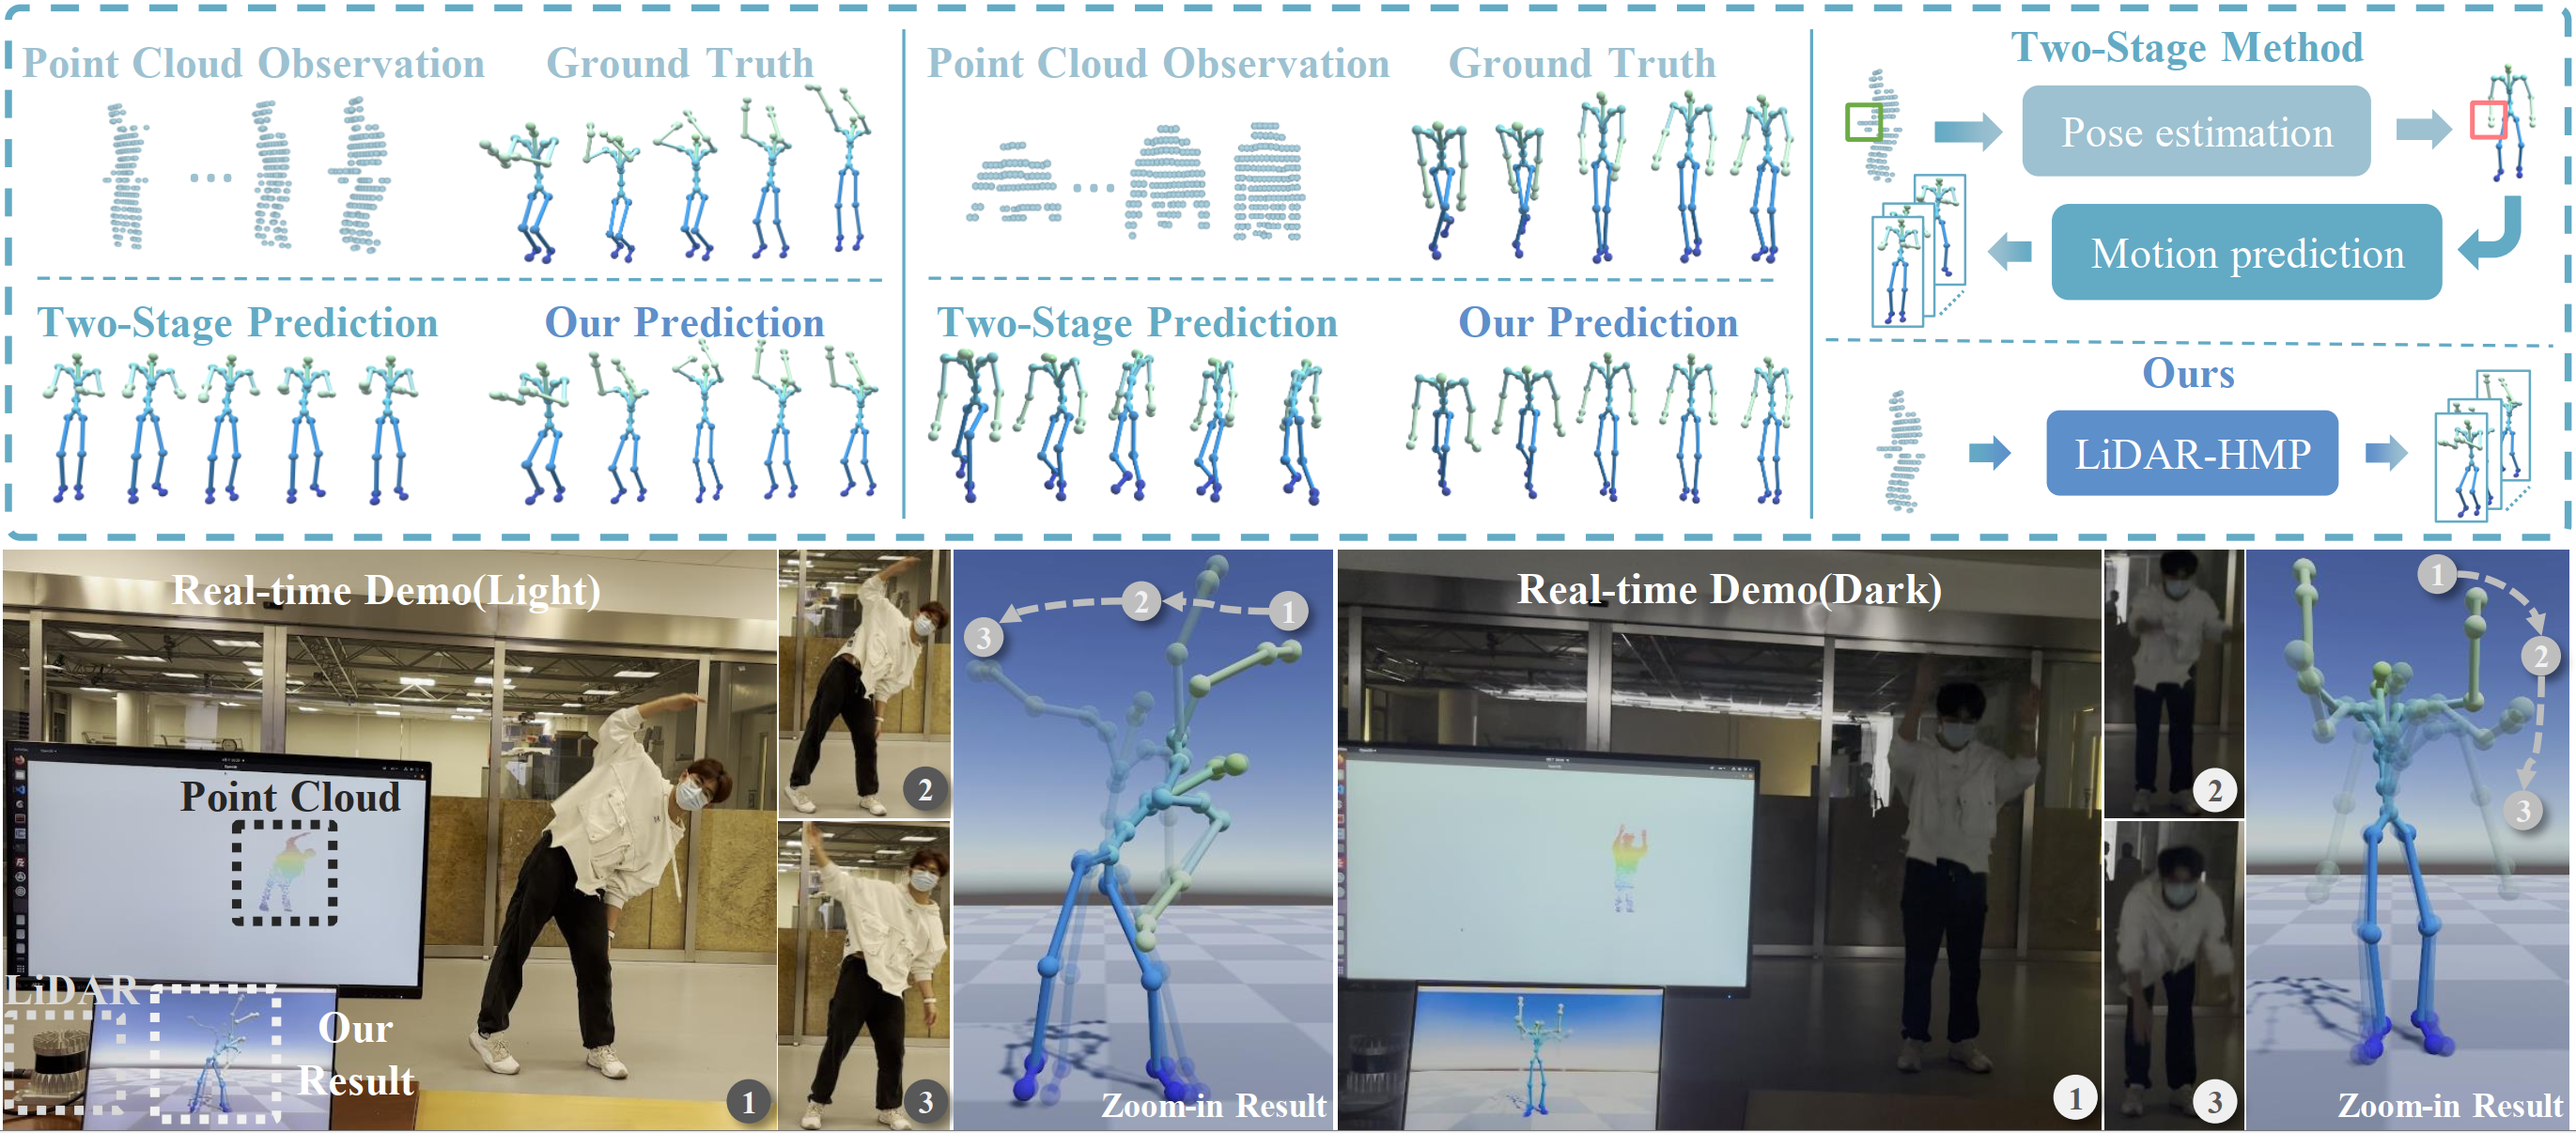 Point Cloud Observation
Ground Truth
Two-Stage Prediction
Our Prediction
Point Cloud Observation
Ground Truth
Two-Stage Prediction
Our Prediction
Two-Stage Method
Pose estimation
Motion prediction
Ours
LiDAR-HMP
Real-time Demo(Light)
Point Cloud
LiDAR
Our
Result
1
2
3
1
2
3
Zoom-in Result
Real-time Demo(Dark)
1
2
3
1
2
3
Zoom-in Result